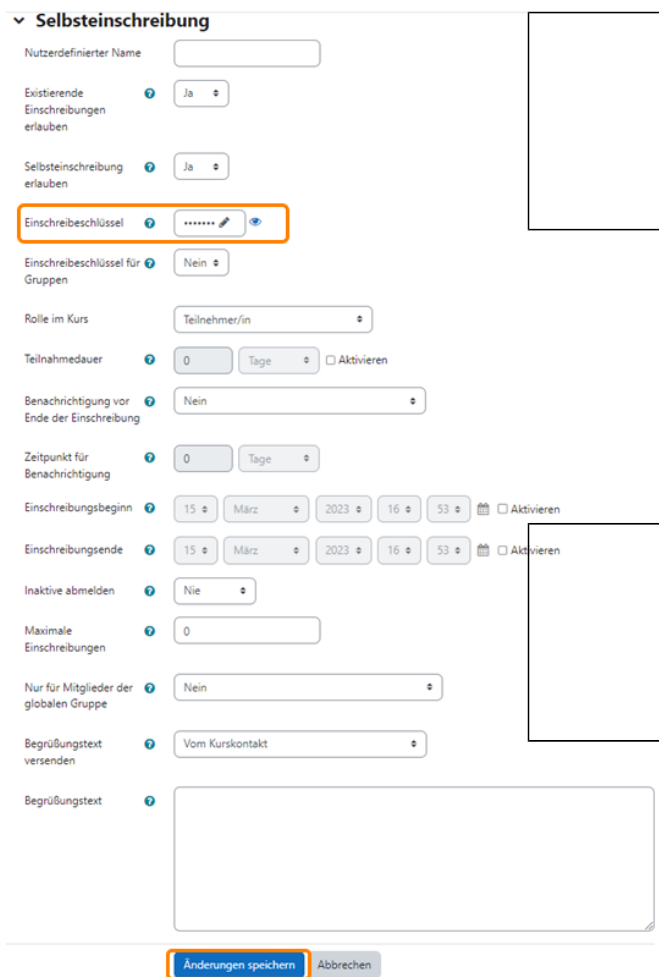 Selbsteinschreibung
Nutzerdefinierter Name
Existierende Ja
Einschreibungen
erlauben
Selbsteinschreibung Ja
erlauben
Einschreibeschlüssel •••••••
Einschreibeschlüssel für Nein
Gruppen
Rolle im Kurs Teilnehmer/in
Teilnahmedauer 0 Tage Aktivieren
Benachrichtigung vor Nein
Ende der Einschreibung
Zeitpunkt für 0 Tage
Benachrichtigung
Einschreibungsbeginn 15 März 2023 16 53 Aktivieren
Einschreibungsende 15 März 2023 16 53 Aktivieren
Inaktive abmelden Nie
Maximale 0
Einschreibungen
Nur für Mitglieder der Nein
globalen Gruppe
Begrüßungstext Vom Kurskontakt
versenden
Begrüßungstext
Änderungen speichern Abbrechen